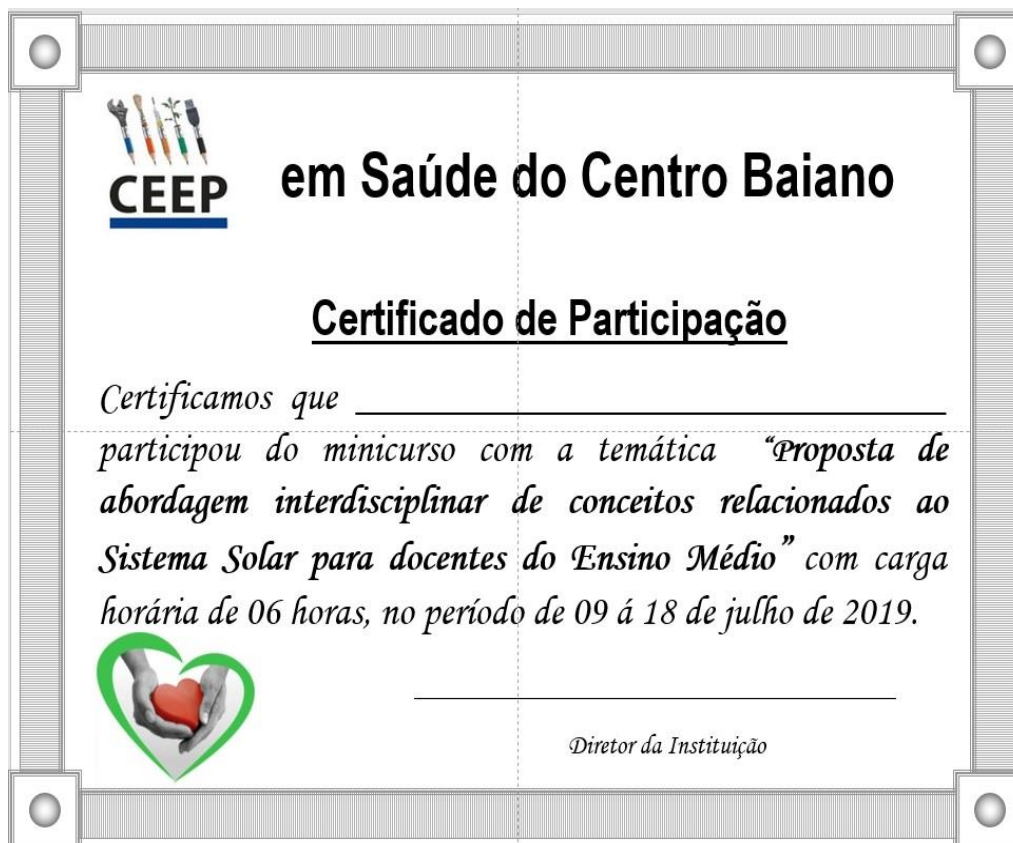 CEEP
em Saúde do Centro Baiano
Certificado de Participação
Certificamos que
participou do minicurso com a temática “Proposta de
abordagem interdisciplinar de conceitos relacionados ao
Sistema Solar para docentes do Ensino Médio” com carga
horária de 06 horas, no período de 09 á 18 de julho de 2019.
Diretor da Instituição